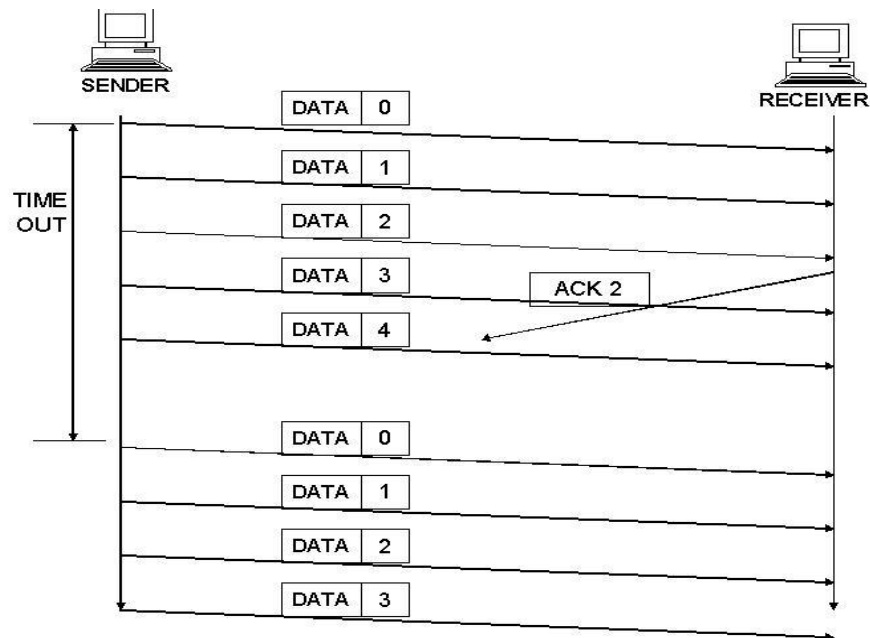 SENDER
RECEIVER
DATA 0
DATA 1
TIME
OUT
DATA 2
DATA 3
ACK 2
DATA 4
DATA 0
DATA 1
DATA 2
DATA 3